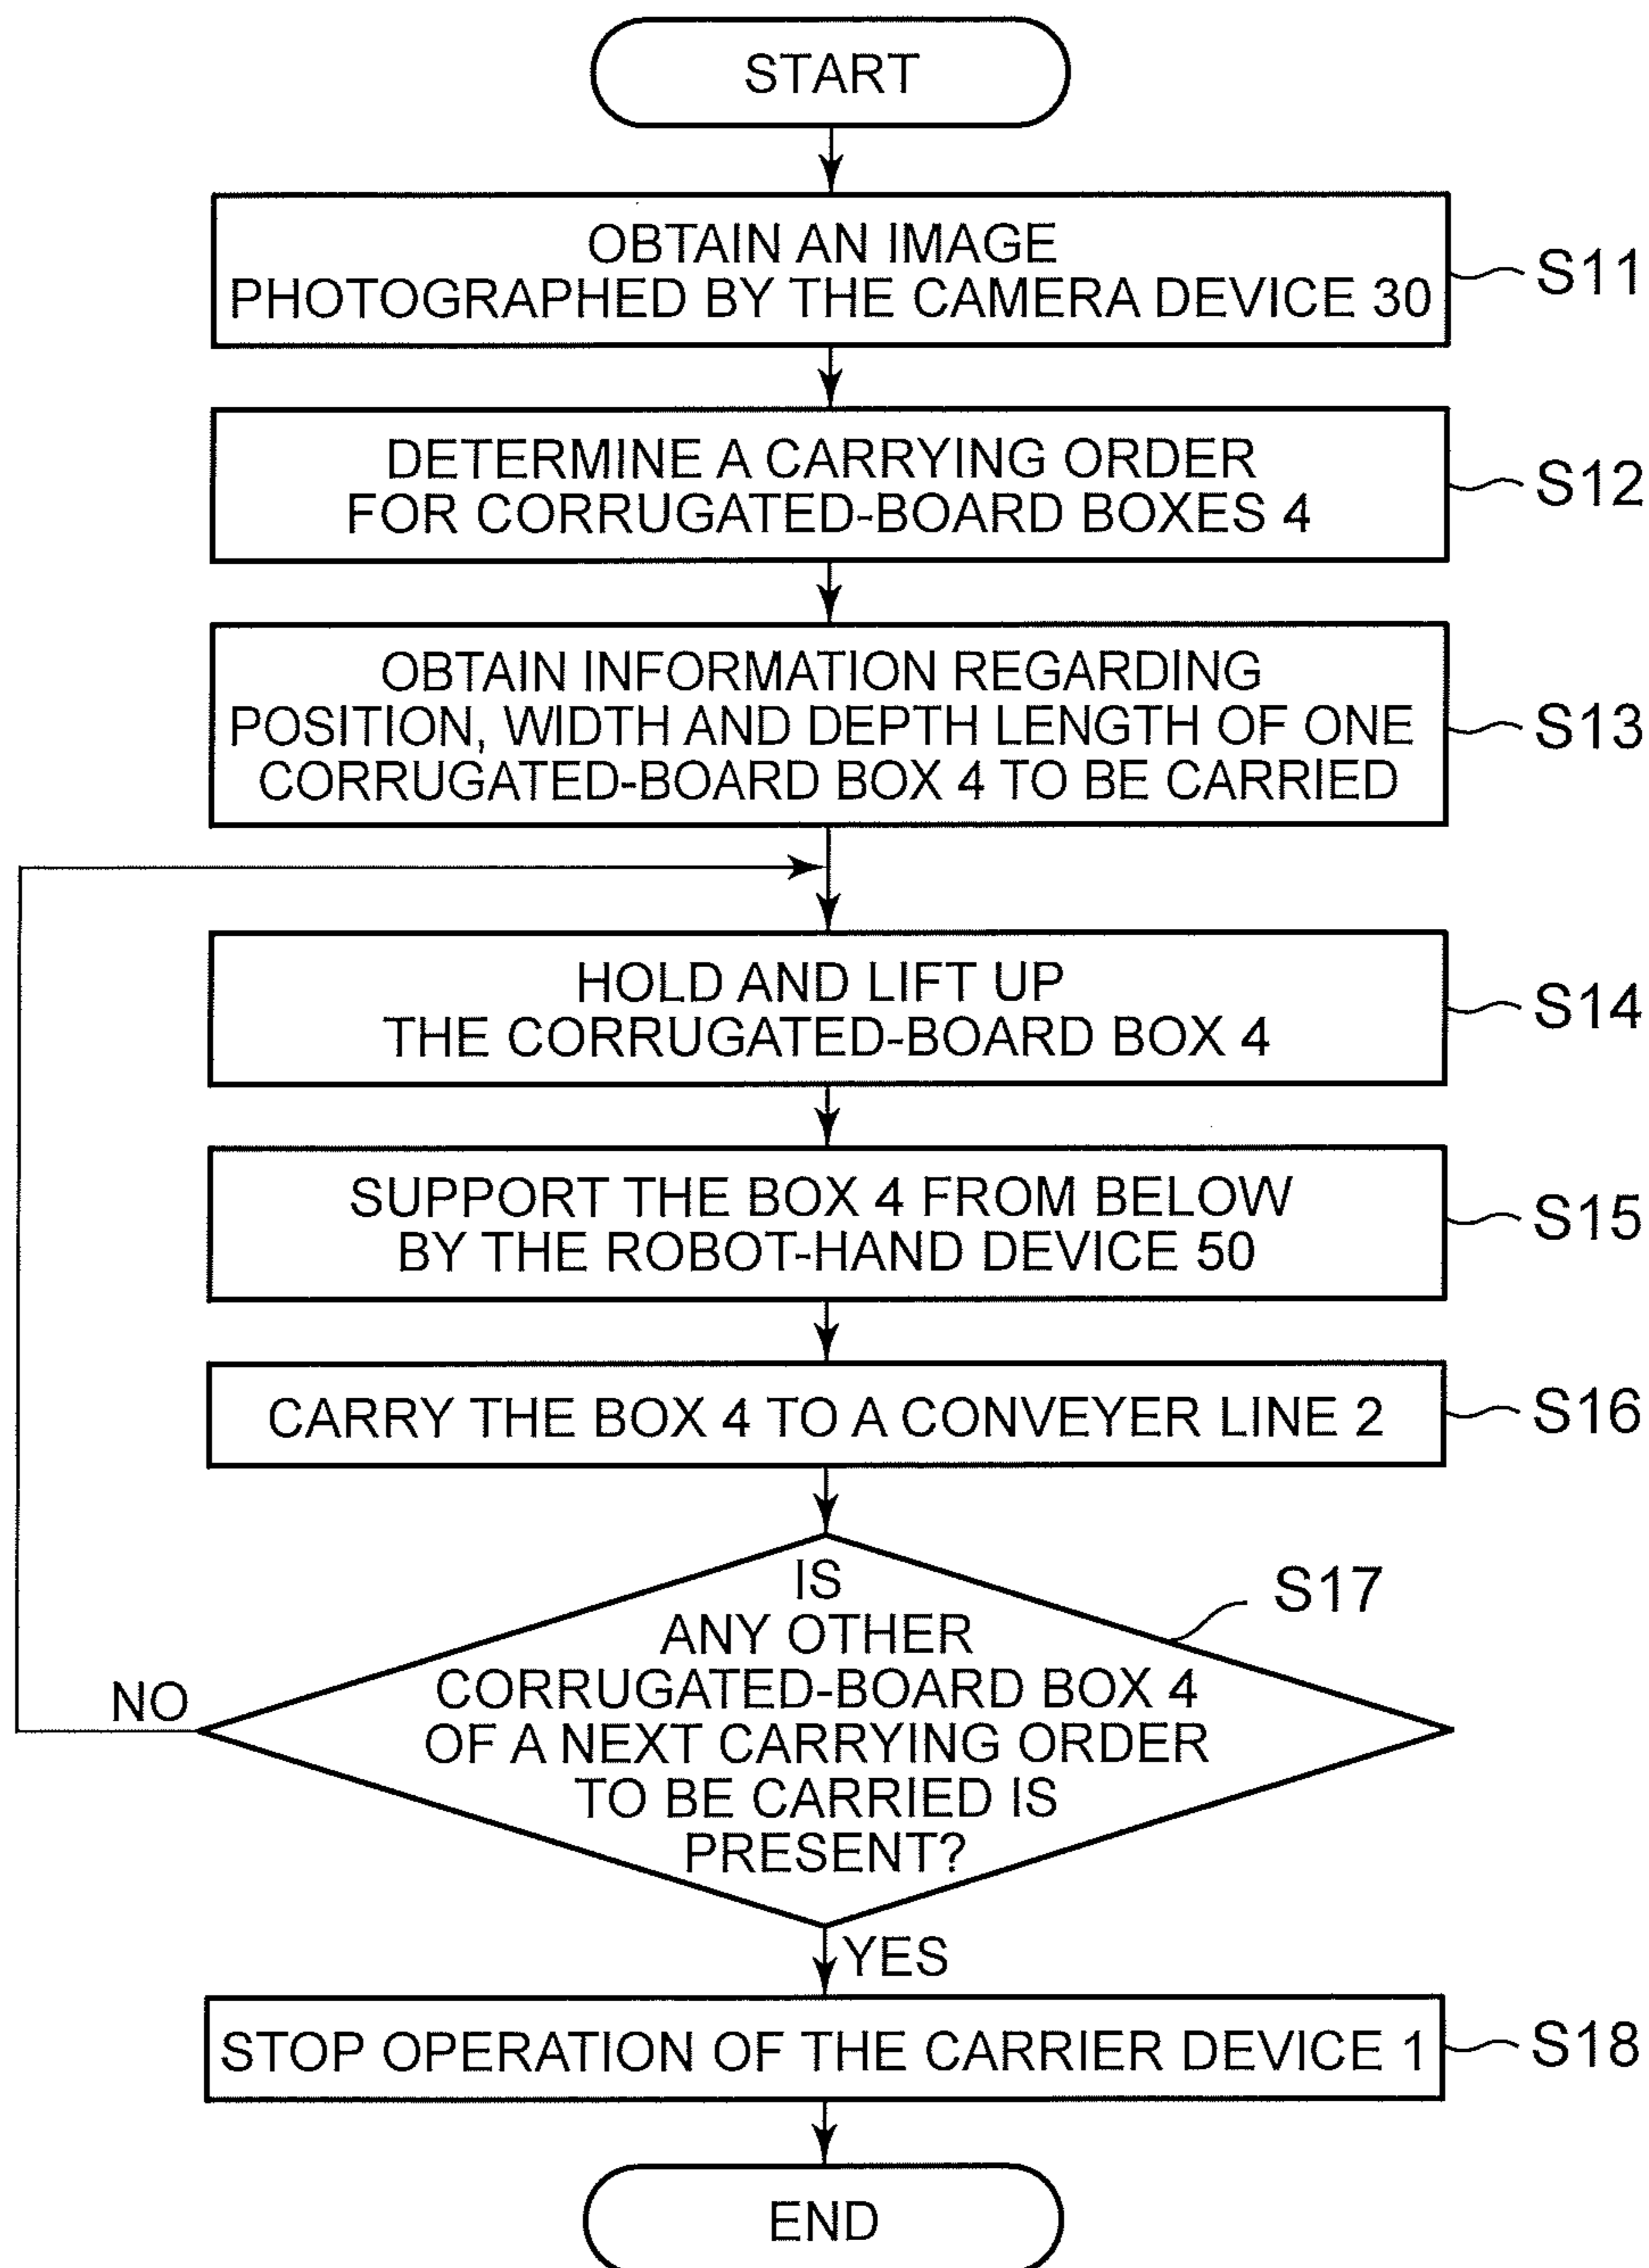 START
OBTAIN AN IMAGE
PHOTOGRAPHED BY THE CAMERA DEVICE 30
S11
DETERMINE A CARRYING ORDER
FOR CORRUGATED-BOARD BOXES 4
S12
OBTAIN INFORMATION REGARDING
POSITION, WIDTH AND DEPTH LENGTH OF ONE
CORRUGATED-BOARD BOX 4 TO BE CARRIED
S13
HOLD AND LIFT UP
THE CORRUGATED-BOARD BOX 4
S14
SUPPORT THE BOX 4 FROM BELOW
BY THE ROBOT-HAND DEVICE 50
S15
CARRY THE BOX 4 TO A CONVEYER LINE 2
S16
IS
ANY OTHER
CORRUGATED-BOARD BOX 4
OF A NEXT CARRYING ORDER
TO BE CARRIED IS
PRESENT?
S17
NO
YES
STOP OPERATION OF THE CARRIER DEVICE 1
S18
END